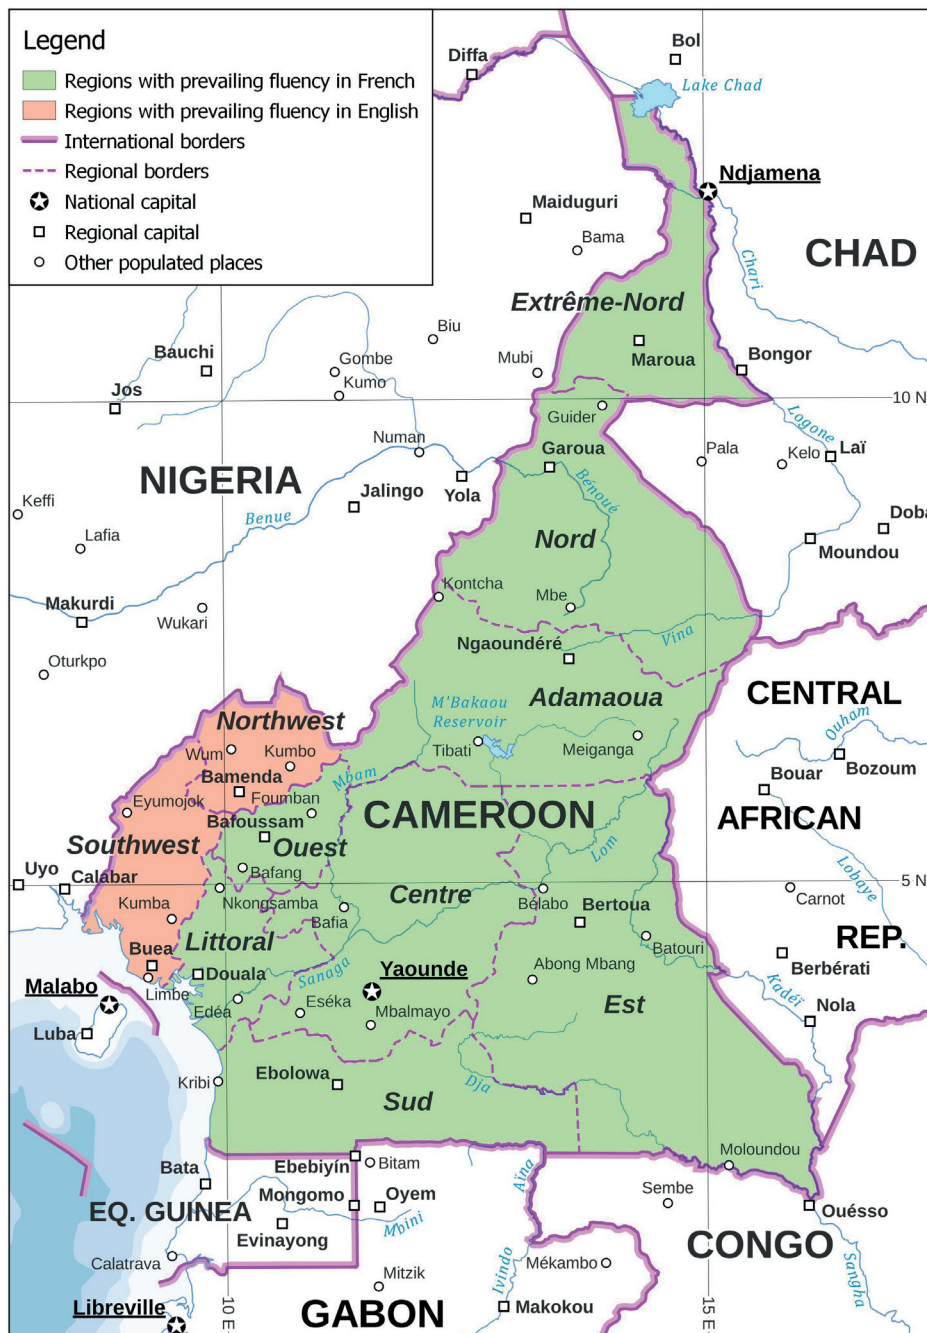 Legend
Regions with prevailing fluency in French
Regions with prevailing fluency in English
International borders
Regional borders
National capital
Regional capital
Other populated places
Diffa
Bol
Lake Chad
Ndjamena
Maiduguri
Bama
CHAD
Chari
Extrême-Nord
Biu
Maroua
Bongor
Bauchi
Gombe
Mubi
Kumo
Jos
10 N
Guider
Logone
Numan
Garoua
Pala
Kelo
Laï
NIGERIA
Yola
Bénoué
Jalingo
Keffi
Benue
Doba
Lafia
Nord
Moundou
Kontcha
Mbe
Makurdi
Wukari
Vina
Ngaoundéré
Oturkpo
CENTRAL
Adamaoua
M'Bakaou
Reservoir
Northwest
Ouham
Wum
Kumbo
Tibati
Meiganga
Bozoum
Bamenda
Mbam
Bouar
Eyumojok
Foumban
CAMEROON
AFRICAN
Bafoussam
Southwest
Ouest
Lom
Uyo
Calabar
Bafang
Lobaye
5 N
Kumba
Nkongsamba
Centre
Bélabo
Carnot
Bafia
Bertoua
Littoral
Batouri
REP.
Buea
Douala
Sanaga
Yaounde
Abong Mbang
Berbérati
Malabo
Limbe
Kadéï
Edéa
Eséka
Mbalmayo
Est
Nola
Luba
Kribi
Ebolowa
Dja
Sud
Moloundou
Bata
Ebebiyín
Bitam
Aïna
Mongomo
Oyem
Sembe
EQ. GUINEA
Mbini
Ouésso
Evinayong
CONGO
Calatrava
Mékambo
Ivindo
Sangha
Mitzik
Libreville
10 E
GABON
Makokou
15 E